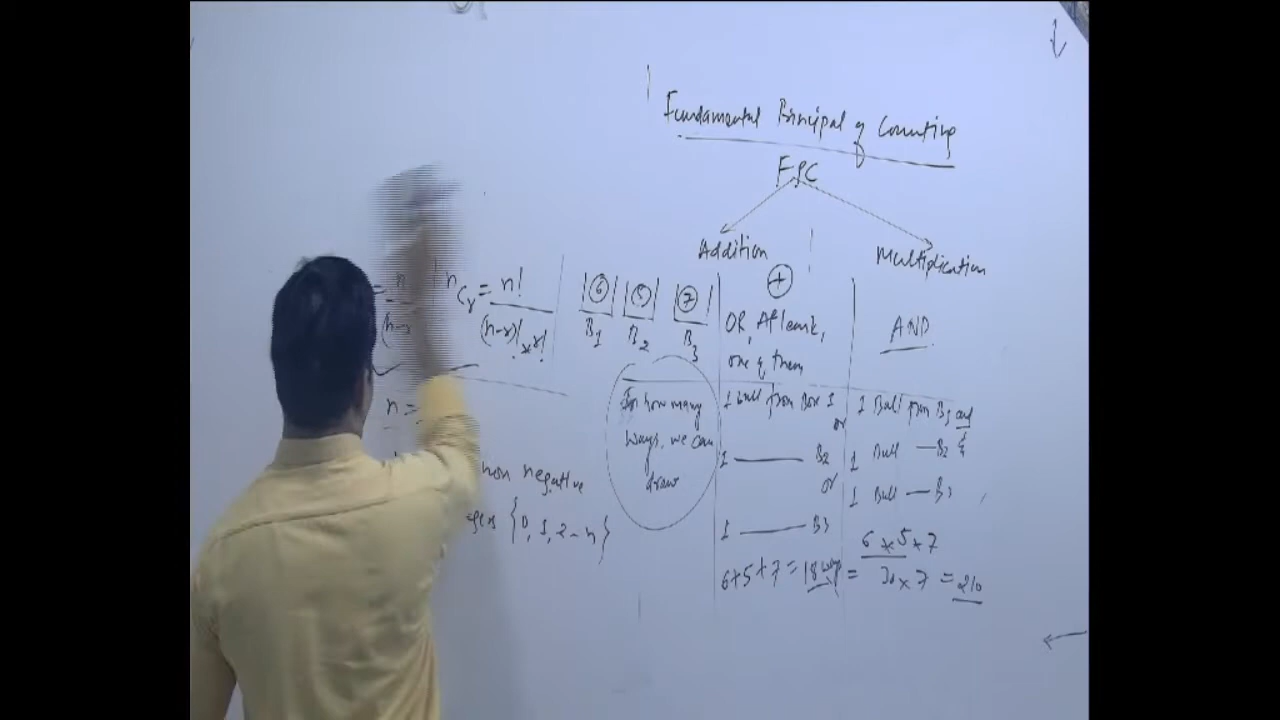 Fundamental Principal of Counting
FPC
Addition
Multiplication
+
OR, Atleast,
one of them
AND
= n
(n-r)
nCr = n!
(n-r)! × r!
6 5 7
B1 B2 B3
n =
non negative
{0, 1, 2 - n}
For how many
ways, we can
draw
1 ball from Box 1
or
1 —— B2
or
1 —— B3
6+5+7 = 18 ways =
1 Ball from B1 and
1 Ball — B2 &
1 Ball — B3
6 × 5 × 7
30 × 7 = 210